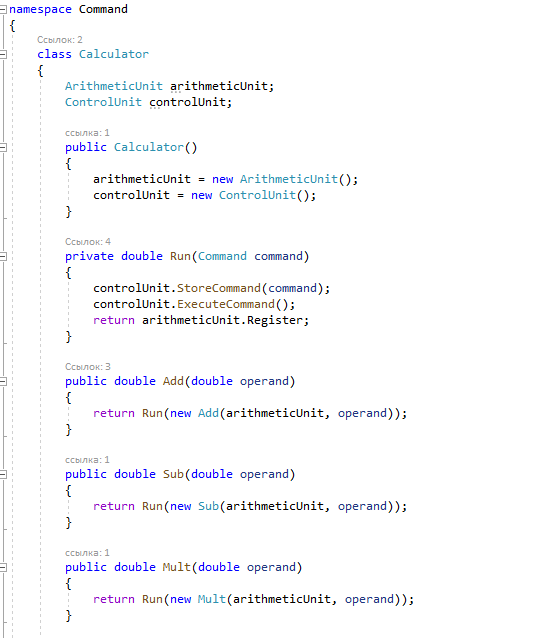 namespace Command
{
Ссылок: 2
class Calculator
{
ArithmeticUnit arithmeticUnit;
ControlUnit controlUnit;
ссылка: 1
public Calculator()
{
arithmeticUnit = new ArithmeticUnit();
controlUnit = new ControlUnit();
}
Ссылок: 4
private double Run(Command command)
{
controlUnit.StoreCommand(command);
controlUnit.ExecuteCommand();
return arithmeticUnit.Register;
}
Ссылок: 3
public double Add(double operand)
{
return Run(new Add(arithmeticUnit, operand));
}
ссылка: 1
public double Sub(double operand)
{
return Run(new Sub(arithmeticUnit, operand));
}
ссылка: 1
public double Mult(double operand)
{
return Run(new Mult(arithmeticUnit, operand));
}